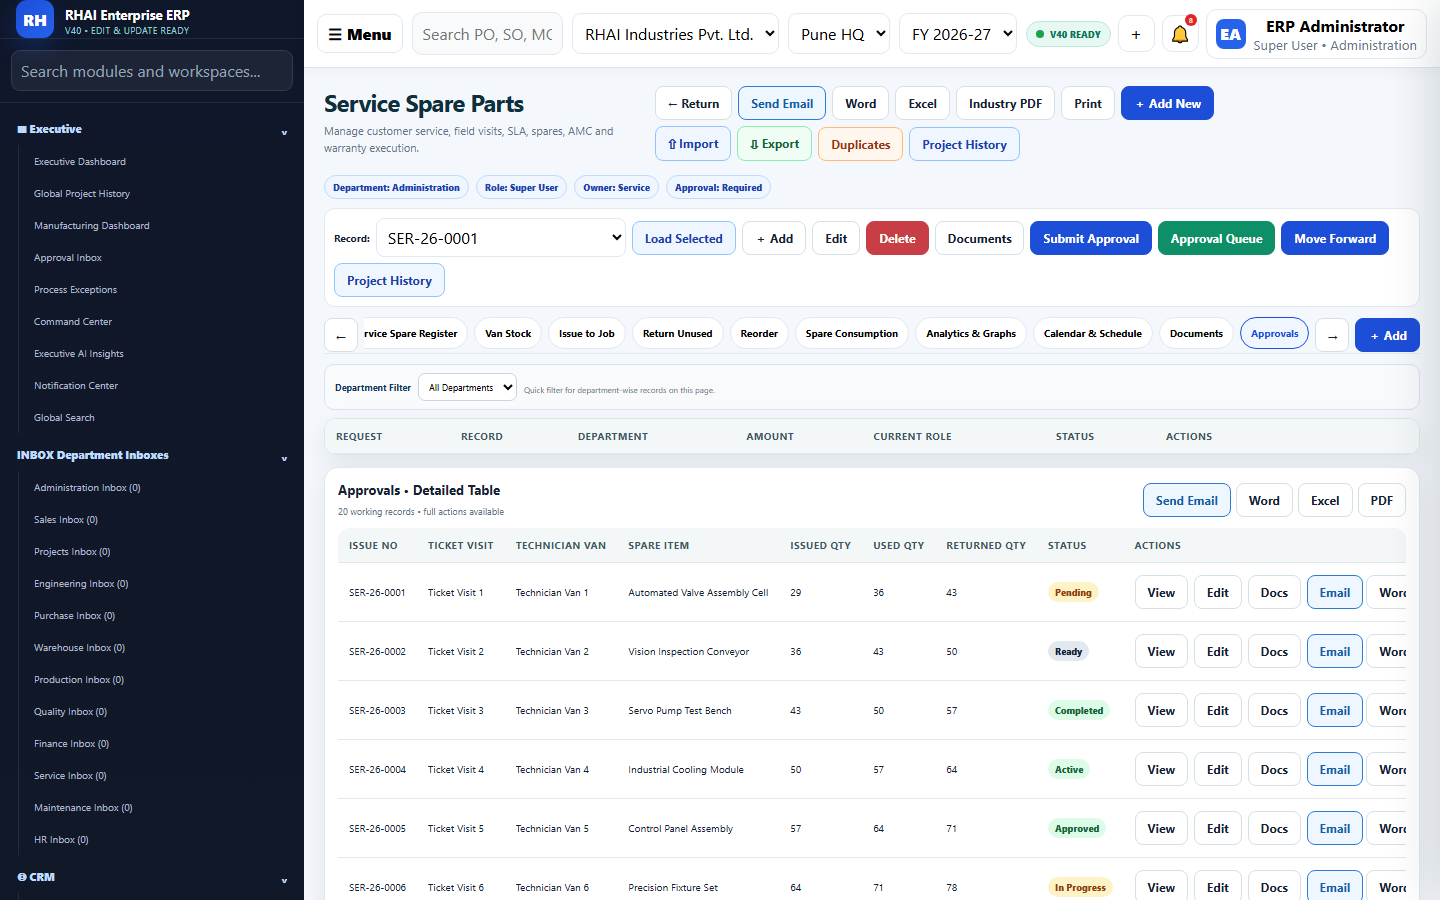 RH
RHAI Enterprise ERP
V40 • EDIT & UPDATE READY
Search modules and workspaces...
Executive
Executive Dashboard
Global Project History
Manufacturing Dashboard
Approval Inbox
Process Exceptions
Command Center
Executive AI Insights
Notification Center
Global Search
INBOX Department Inboxes
Administration Inbox (0)
Sales Inbox (0)
Projects Inbox (0)
Engineering Inbox (0)
Purchase Inbox (0)
Warehouse Inbox (0)
Production Inbox (0)
Quality Inbox (0)
Finance Inbox (0)
Service Inbox (0)
Maintenance Inbox (0)
HR Inbox (0)
CRM
☰ Menu
Search PO, SO, MO
RHAI Industries Pvt. Ltd.
Pune HQ
FY 2026-27
V40 READY
+
8
EA
ERP Administrator
Super User • Administration
Service Spare Parts
Manage customer service, field visits, SLA, spares, AMC and
warranty execution.
← Return
Send Email
Word
Excel
Industry PDF
Print
+ Add New
⇧ Import
⇩ Export
Duplicates
Project History
Department: Administration
Role: Super User
Owner: Service
Approval: Required
Record:
SER-26-0001
Load Selected
+ Add
Edit
Delete
Documents
Submit Approval
Approval Queue
Move Forward
Project History
←
rvice Spare Register
Van Stock
Issue to Job
Return Unused
Reorder
Spare Consumption
Analytics & Graphs
Calendar & Schedule
Documents
Approvals
→
+ Add
Department Filter
All Departments
Quick filter for department-wise records on this page.
REQUEST RECORD DEPARTMENT AMOUNT CURRENT ROLE STATUS ACTIONS
Approvals • Detailed Table
20 working records • full actions available
Send Email
Word
Excel
PDF
ISSUE NO TICKET VISIT TECHNICIAN VAN SPARE ITEM ISSUED QTY USED QTY RETURNED QTY STATUS ACTIONS
SER-26-0001 Ticket Visit 1 Technician Van 1 Automated Valve Assembly Cell 29 36 43 Pending View Edit Docs Email Word
SER-26-0002 Ticket Visit 2 Technician Van 2 Vision Inspection Conveyor 36 43 50 Ready View Edit Docs Email Word
SER-26-0003 Ticket Visit 3 Technician Van 3 Servo Pump Test Bench 43 50 57 Completed View Edit Docs Email Word
SER-26-0004 Ticket Visit 4 Technician Van 4 Industrial Cooling Module 50 57 64 Active View Edit Docs Email Word
SER-26-0005 Ticket Visit 5 Technician Van 5 Control Panel Assembly 57 64 71 Approved View Edit Docs Email Word
SER-26-0006 Ticket Visit 6 Technician Van 6 Precision Fixture Set 64 71 78 In Progress View Edit Docs Email Word